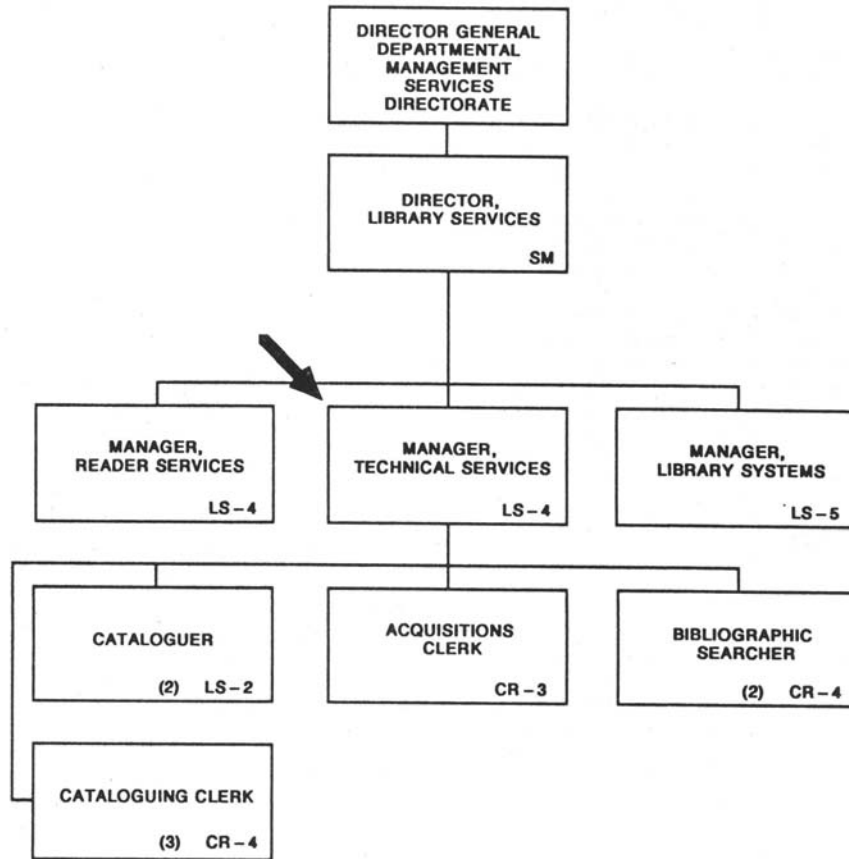 DIRECTOR GENERAL
DEPARTMENTAL
MANAGEMENT
SERVICES
DIRECTORATE
DIRECTOR,
LIBRARY SERVICES
SM
MANAGER,
READER SERVICES
LS-4
MANAGER,
TECHNICAL SERVICES
LS-4
MANAGER,
LIBRARY SYSTEMS
LS-5
CATALOGUER
(2) LS-2
ACQUISITIONS
CLERK
CR-3
BIBLIOGRAPHIC
SEARCHER
(2) CR-4
CATALOGUING CLERK
(3) CR-4